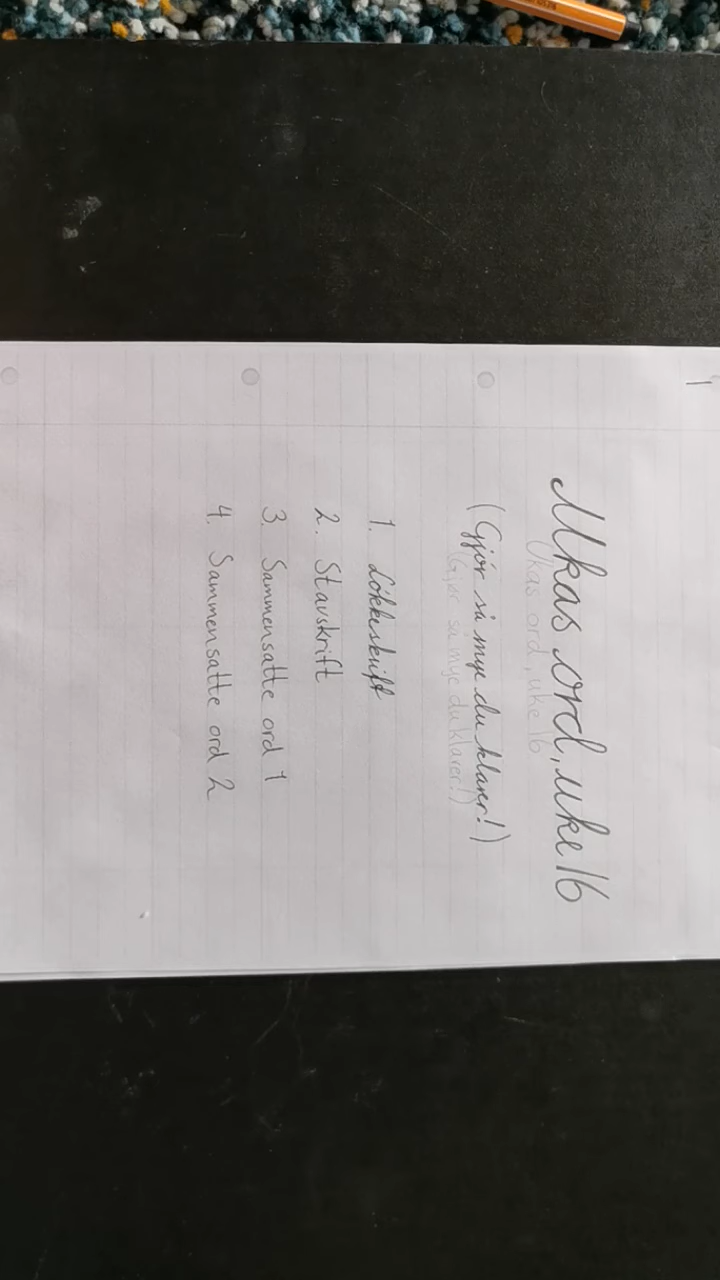 1
Ukas ord, uke 16
Ukas ord, uke 16
(Gjør så mye du klarer!)
(Gjør så mye du klarer!)
1. Løkkeskrift
2. Stavskrift
3. Sammensatte ord 1
4. Sammensatte ord 2